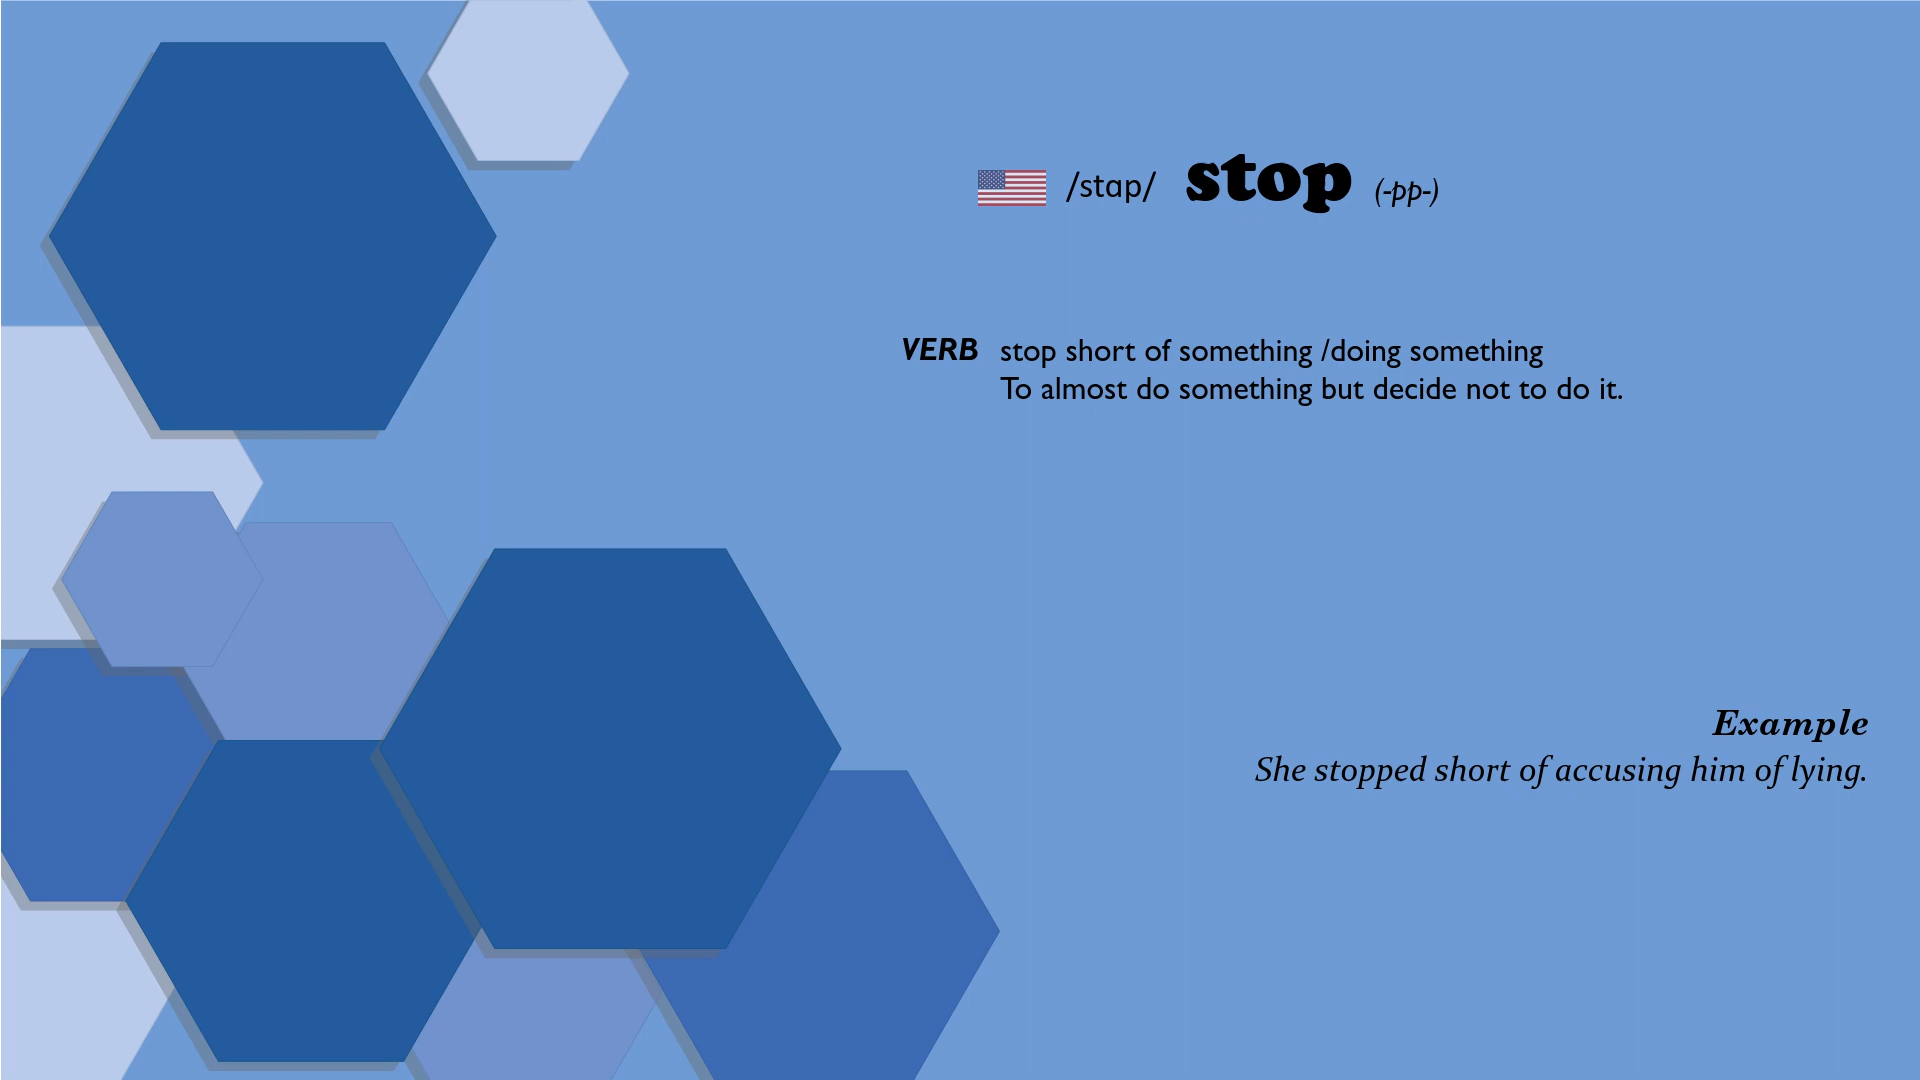 /stɑp/ stop (-pp-)
VERB stop short of something /doing something
To almost do something but decide not to do it.
Example
She stopped short of accusing him of lying.